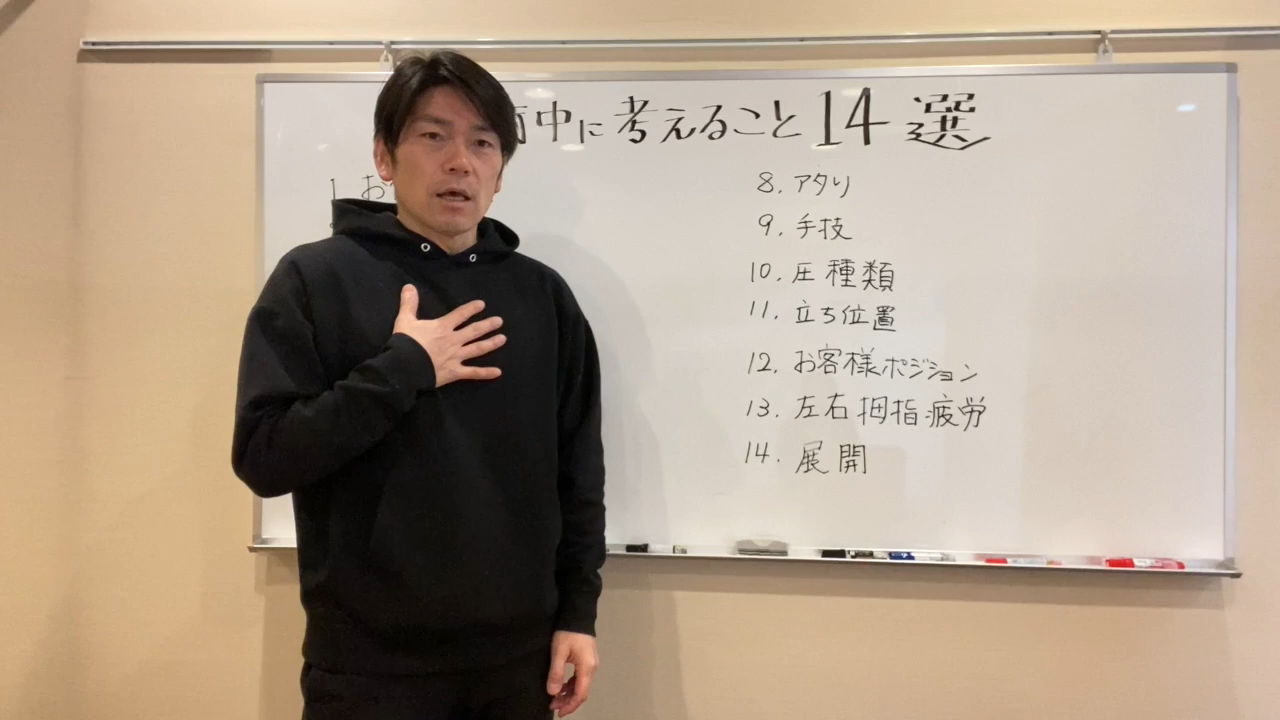 中に考えること14選
1. お
8. アタリ
9. 手技
10. 圧種類
11. 立ち位置
12. お客様ポジション
13. 左右拇指疲労
14. 展開